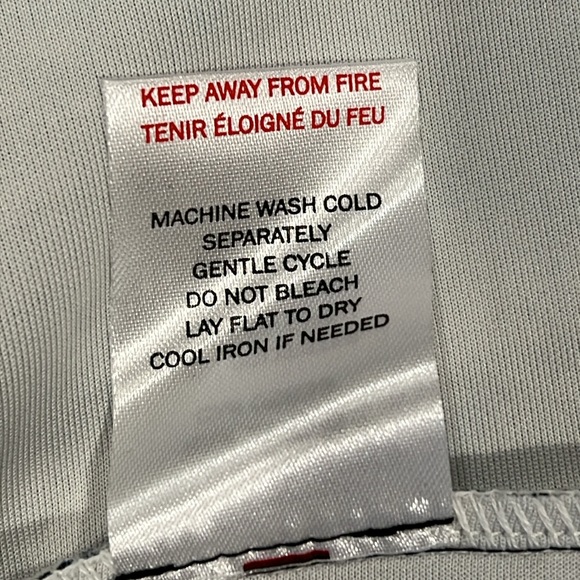 KEEP AWAY FROM FIRE
TENIR ÉLOIGNÉ DU FEU
MACHINE WASH COLD
SEPARATELY
GENTLE CYCLE
DO NOT BLEACH
LAY FLAT TO DRY
COOL IRON IF NEEDED